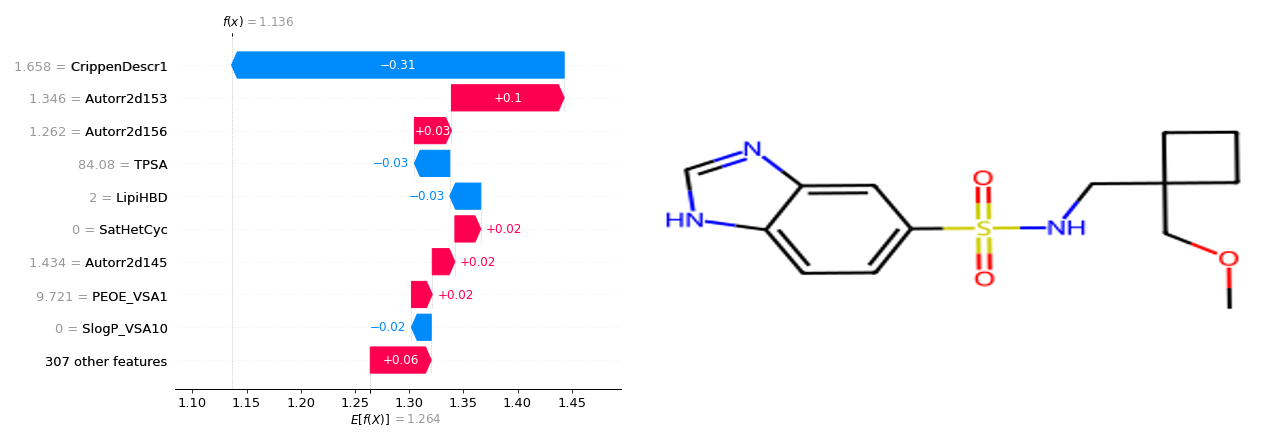 f(x) = 1.136
1.658 = CrippenDescr1
−0.31
1.346 = Autorr2d153
+0.1
1.262 = Autorr2d156
+0.03
84.08 = TPSA
−0.03
2 = LipiHBD
−0.03
0 = SatHetCyc
+0.02
1.434 = Autorr2d145
+0.02
9.721 = PEOE_VSA1
+0.02
0 = SlogP_VSA10
−0.02
307 other features
+0.06
1.10 1.15 1.20 1.25 1.30 1.35 1.40 1.45
E[f(X)] = 1.264
N
HN
O
S
NH
O
O